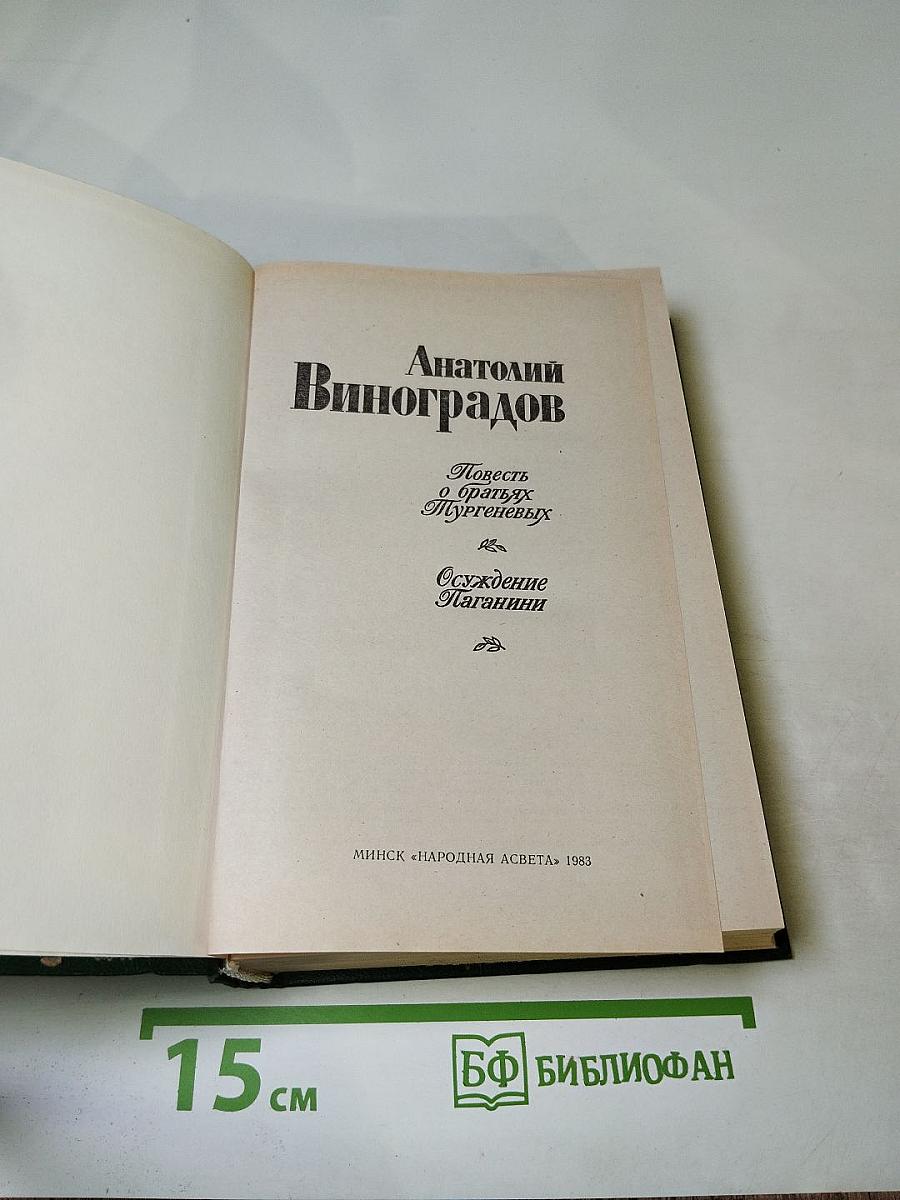 Анатолий
Виноградов
Повесть
о братьях
Тургеневых
Осуждение
Паганини
МИНСК «НАРОДНАЯ АСВЕТА» 1983
15 см
БФ БИБЛИОФАН